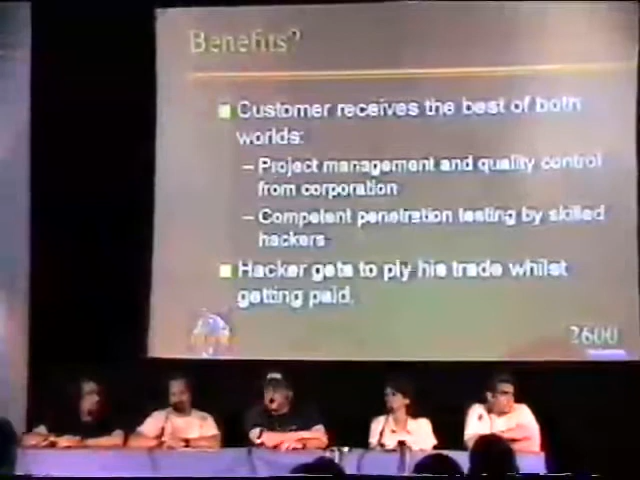 Benefits?
Customer receives the best of both
worlds:
– Project management and quality control
from corporation
– Competent penetration testing by skilled
hackers
Hacker gets to ply his trade whilst
getting paid.
2600